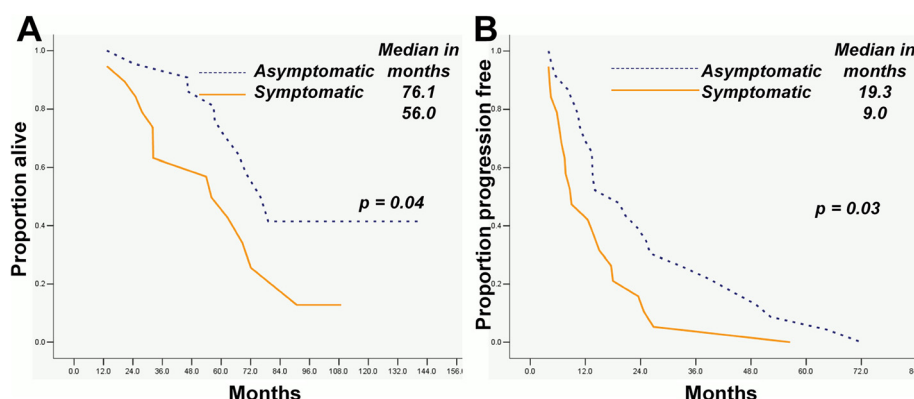 A
Median in
months
Asymptomatic
Symptomatic
76.1
56.0
p = 0.04
Proportion alive
1.0
0.8
0.6
0.4
0.2
0.0
0.0 12.0 24.0 36.0 48.0 60.0 72.0 84.0 96.0 108.0 120.0 132.0 144.0 156.0
Months
B
Median in
months
Asymptomatic
Symptomatic
19.3
9.0
p = 0.03
Proportion progression free
1.0
0.8
0.6
0.4
0.2
0.0
0.0 12.0 24.0 36.0 48.0 60.0 72.0
Months